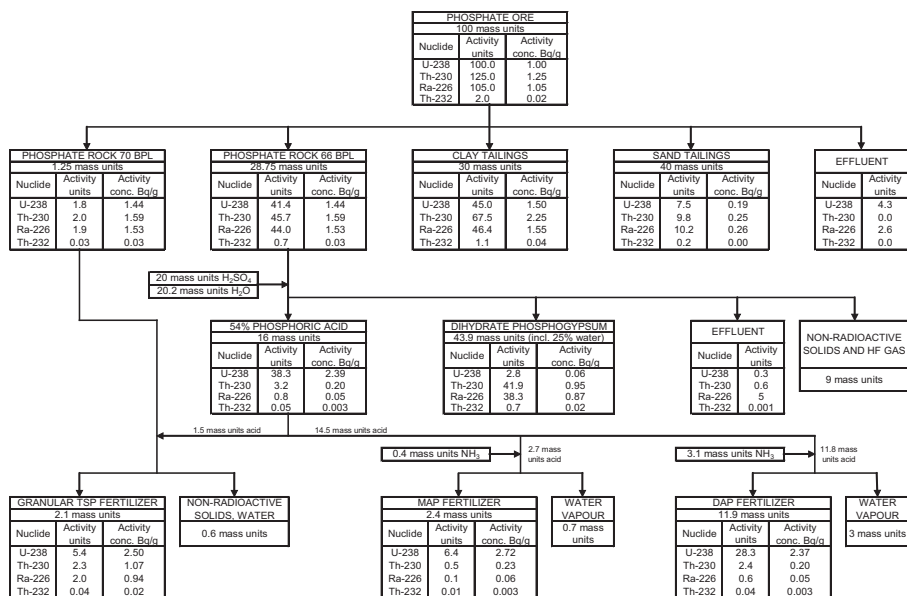 PHOSPHATE ORE
100 mass units
Nuclide Activity units Activity conc. Bq/g
U-238 100.0 1.00
Th-230 125.0 1.25
Ra-226 105.0 1.05
Th-232 2.0 0.02
PHOSPHATE ROCK 70 BPL
1.25 mass units
Nuclide Activity units Activity conc. Bq/g
U-238 1.8 1.44
Th-230 2.0 1.59
Ra-226 1.9 1.53
Th-232 0.03 0.03
PHOSPHATE ROCK 66 BPL
28.75 mass units
Nuclide Activity units Activity conc. Bq/g
U-238 41.4 1.44
Th-230 45.7 1.59
Ra-226 44.0 1.53
Th-232 0.7 0.03
CLAY TAILINGS
30 mass units
Nuclide Activity units Activity conc. Bq/g
U-238 45.0 1.50
Th-230 67.5 2.25
Ra-226 46.4 1.55
Th-232 1.1 0.04
SAND TAILINGS
40 mass units
Nuclide Activity units Activity conc. Bq/g
U-238 7.5 0.19
Th-230 9.8 0.25
Ra-226 10.2 0.26
Th-232 0.2 0.00
EFFLUENT
Nuclide Activity units
U-238 4.3
Th-230 0.0
Ra-226 2.6
Th-232 0.0
20 mass units H₂SO₄
20.2 mass units H₂O
54% PHOSPHORIC ACID
16 mass units
Nuclide Activity units Activity conc. Bq/g
U-238 38.3 2.39
Th-230 3.2 0.20
Ra-226 0.8 0.05
Th-232 0.05 0.003
DIHYDRATE PHOSPHOGYPSUM
43.9 mass units (incl. 25% water)
Nuclide Activity units Activity conc. Bq/g
U-238 2.8 0.06
Th-230 41.9 0.95
Ra-226 38.3 0.87
Th-232 0.7 0.02
EFFLUENT
Nuclide Activity units
U-238 0.3
Th-230 0.6
Ra-226 5
Th-232 0.001
NON-RADIOACTIVE
SOLIDS AND HF GAS
9 mass units
1.5 mass units acid
14.5 mass units acid
0.4 mass units NH₃
2.7 mass
units acid
3.1 mass units NH₃
11.8 mass
units acid
GRANULAR TSP FERTILIZER
2.1 mass units
Nuclide Activity units Activity conc. Bq/g
U-238 5.4 2.50
Th-230 2.3 1.07
Ra-226 2.0 0.94
Th-232 0.04 0.02
NON-RADIOACTIVE
SOLIDS, WATER
0.6 mass units
MAP FERTILIZER
2.4 mass units
Nuclide Activity units Activity conc. Bq/g
U-238 6.4 2.72
Th-230 0.5 0.23
Ra-226 0.1 0.06
Th-232 0.01 0.003
WATER
VAPOUR
0.7 mass
units
DAP FERTILIZER
11.9 mass units
Nuclide Activity units Activity conc. Bq/g
U-238 28.3 2.37
Th-230 2.4 0.20
Ra-226 0.6 0.05
Th-232 0.04 0.003
WATER
VAPOUR
3 mass units